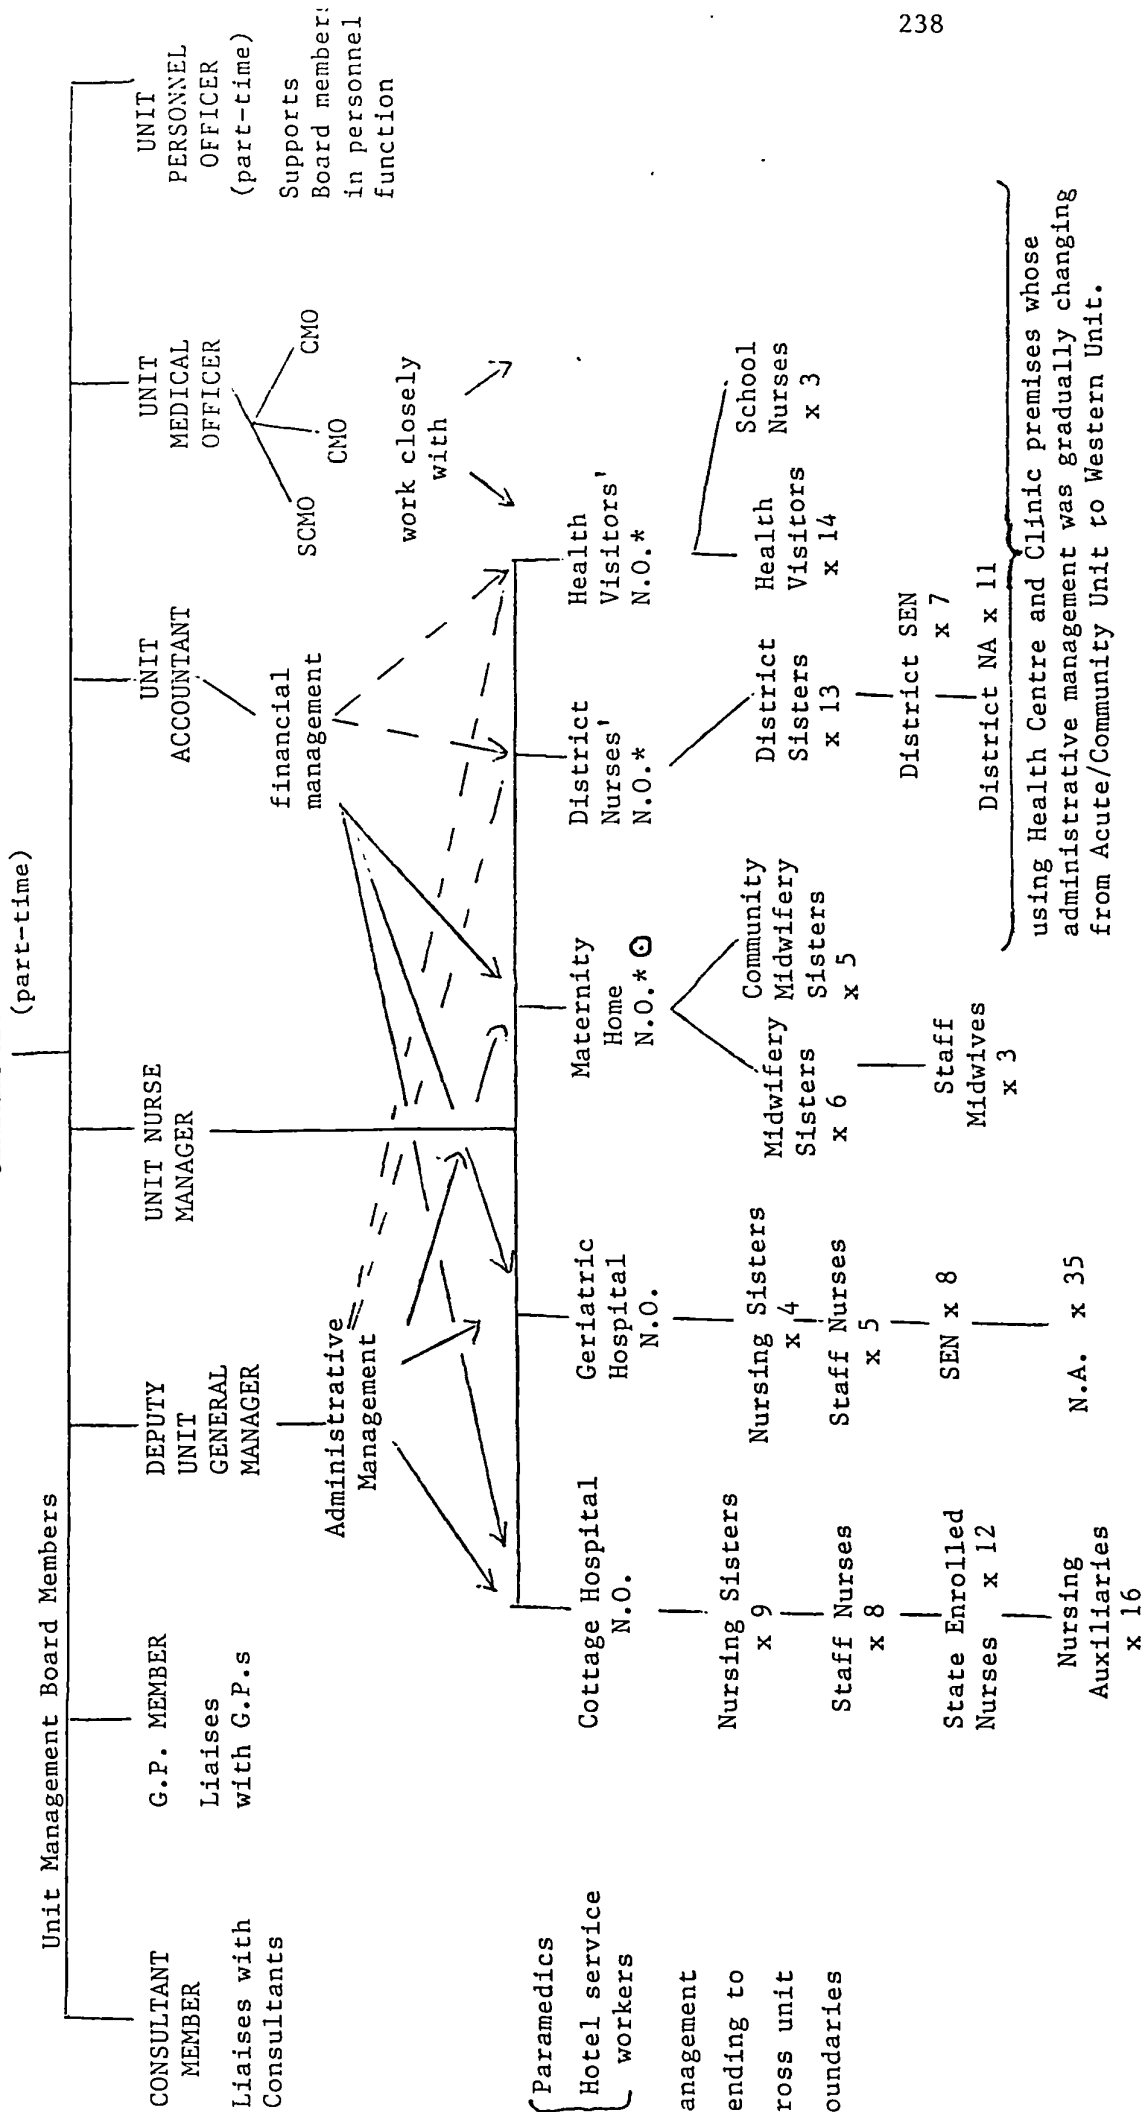 238
(part-time)
Unit Management Board Members
CONSULTANT
MEMBER
Liaises with
Consultants
G.P. MEMBER
Liaises
with G.P.s
DEPUTY
UNIT
GENERAL
MANAGER
UNIT NURSE
MANAGER
UNIT
ACCOUNTANT
UNIT
MEDICAL
OFFICER
UNIT
PERSONNEL
OFFICER
(part-time)
Supports
Board member
in personnel
function
SCMO
CMO
CMO
Administrative
Management
financial
management
work closely
with
Paramedics
Hotel service
workers
anagement
ending to
ross unit
oundaries
Cottage Hospital
N.O.
Nursing Sisters
x 9
Staff Nurses
x 8
State Enrolled
Nurses x 12
Nursing
Auxiliaries
x 16
Geriatric
Hospital
N.O.
Nursing Sisters
x 4
Staff Nurses
x 5
SEN x 8
N.A. x 35
Maternity
Home
N.O.* ⊙
Midwifery
Sisters
x 6
Staff
Midwives
x 3
Community
Midwifery
Sisters
x 5
District
Nurses'
N.O.*
District
Sisters
x 13
District SEN
x 7
District NA x 11
Health
Visitors'
N.O.*
Health
Visitors
x 14
School
Nurses
x 3
using Health Centre and Clinic premises whose
administrative management was gradually changing
from Acute/Community Unit to Western Unit.